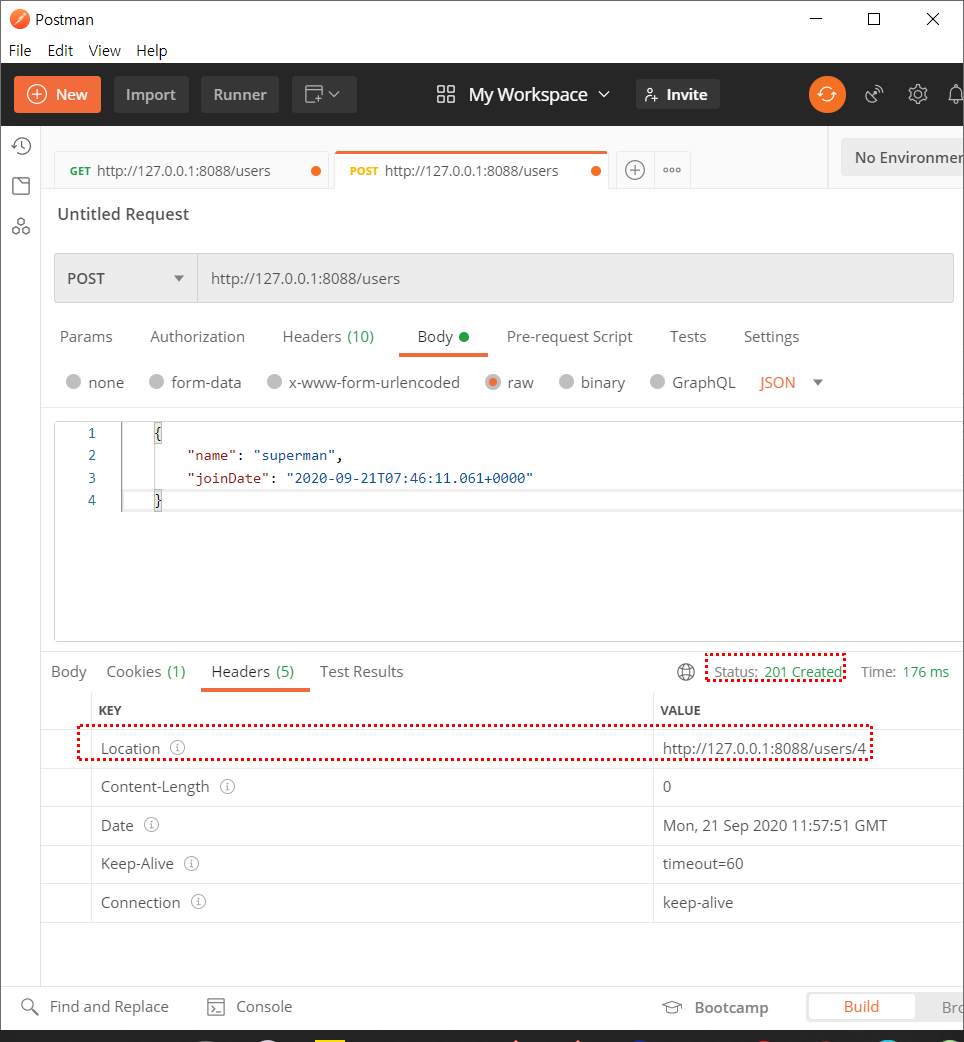 Postman
File Edit View Help
New Import Runner My Workspace Invite
GET http://127.0.0.1:8088/users POST http://127.0.0.1:8088/users No Environmen
Untitled Request
POST http://127.0.0.1:8088/users
Params Authorization Headers (10) Body Pre-request Script Tests Settings
none form-data x-www-form-urlencoded raw binary GraphQL JSON
1 {
2 "name": "superman",
3 "joinDate": "2020-09-21T07:46:11.061+0000"
4 }
Body Cookies (1) Headers (5) Test Results Status: 201 Created Time: 176 ms
KEY VALUE
Location http://127.0.0.1:8088/users/4
Content-Length 0
Date Mon, 21 Sep 2020 11:57:51 GMT
Keep-Alive timeout=60
Connection keep-alive
Find and Replace Console Bootcamp Build Bro